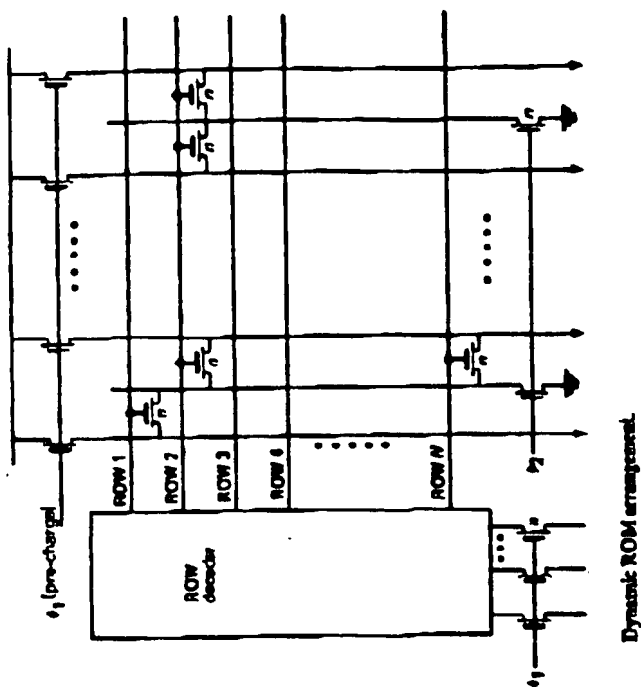 ϕ₁ (pre-charge)
ROW 1
ROW 2
ROW 3
ROW 4
ROW N
ROW
decoder
n
n
n
n
n
n
n
ϕ₂
ϕ₁
Dynamic ROM arrangement.